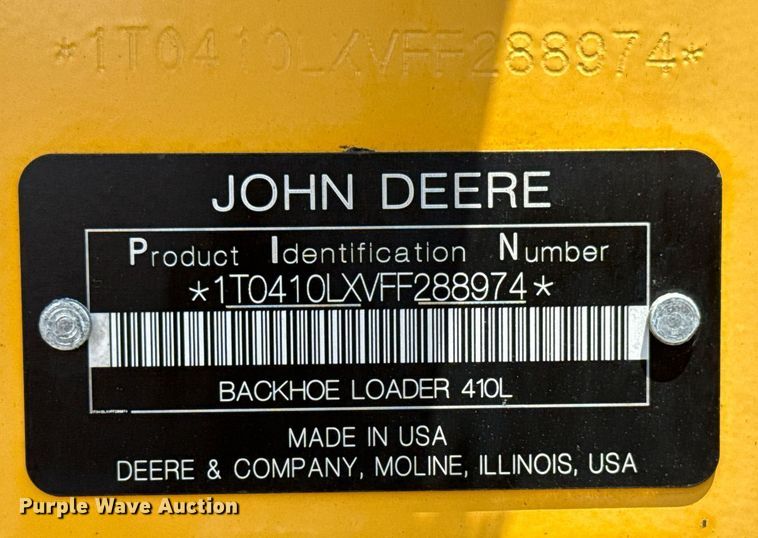 *1T0410LXVFF288974*
JOHN DEERE
Product Identification Number
*1T0410LXVFF288974*
BACKHOE LOADER 410L
1T0410LXVFF288974
MADE IN USA
DEERE & COMPANY, MOLINE, ILLINOIS, USA
Purple Wave Auction